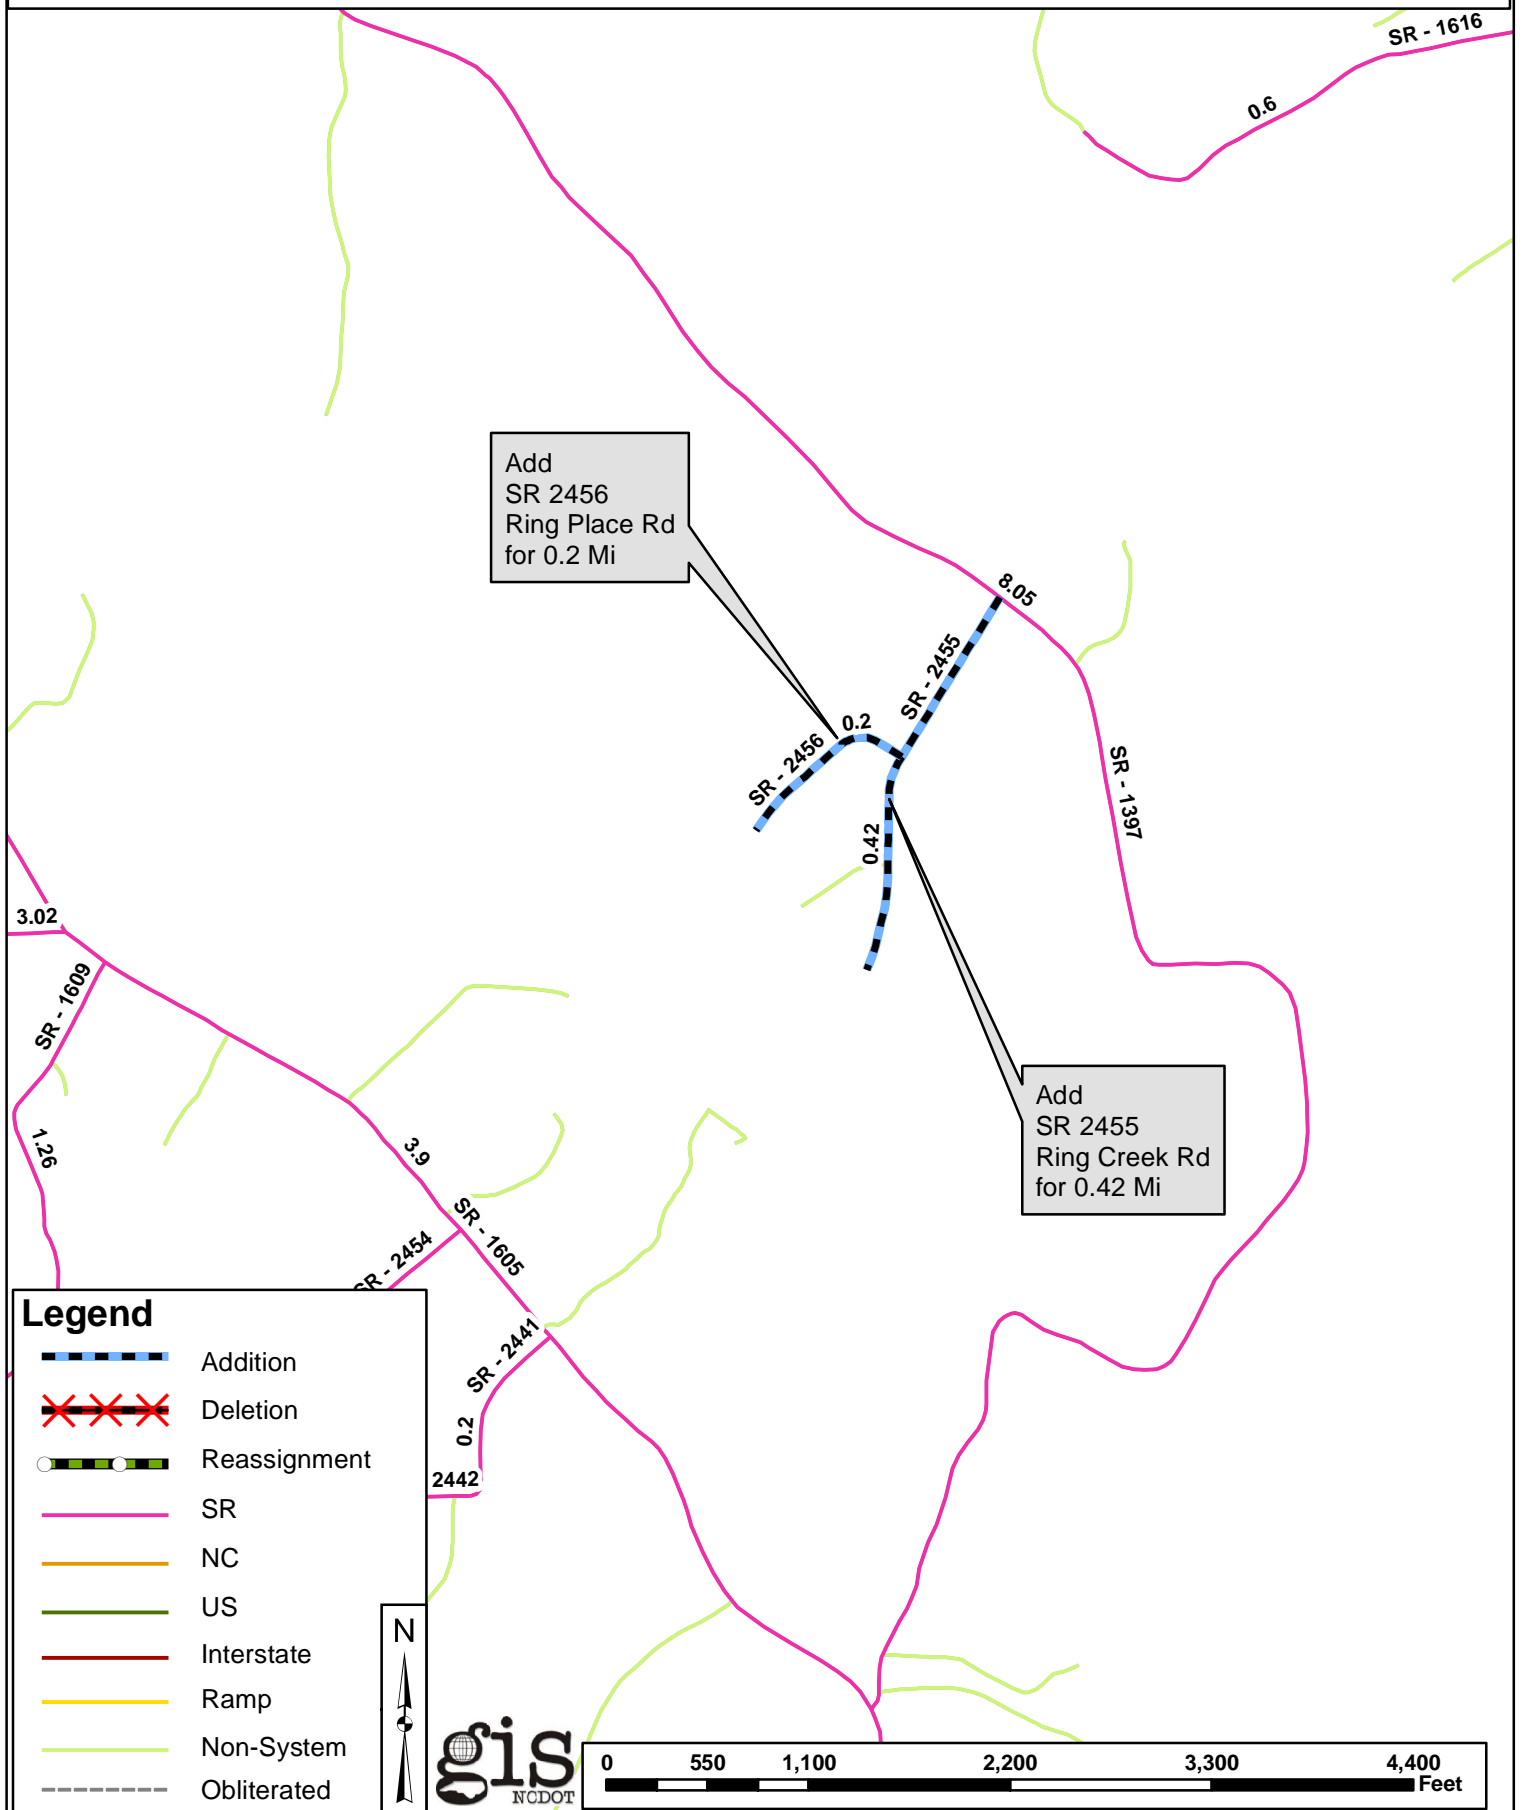 SR - 1616
0.6
Add
SR 2456
Ring Place Rd
for 0.2 Mi
8.05
SR - 2455
0.2
SR - 2456
SR - 1397
0.42
3.02
SR - 1609
Add
SR 2455
Ring Creek Rd
for 0.42 Mi
1.26
3.9
SR - 1605
SR - 2454
SR - 2441
0.2
2442
Legend
Addition
Deletion
Reassignment
SR
NC
US
Interstate
Ramp
Non-System
Obliterated
N
gis
NCDOT
0 550 1,100 2,200 3,300 4,400
Feet